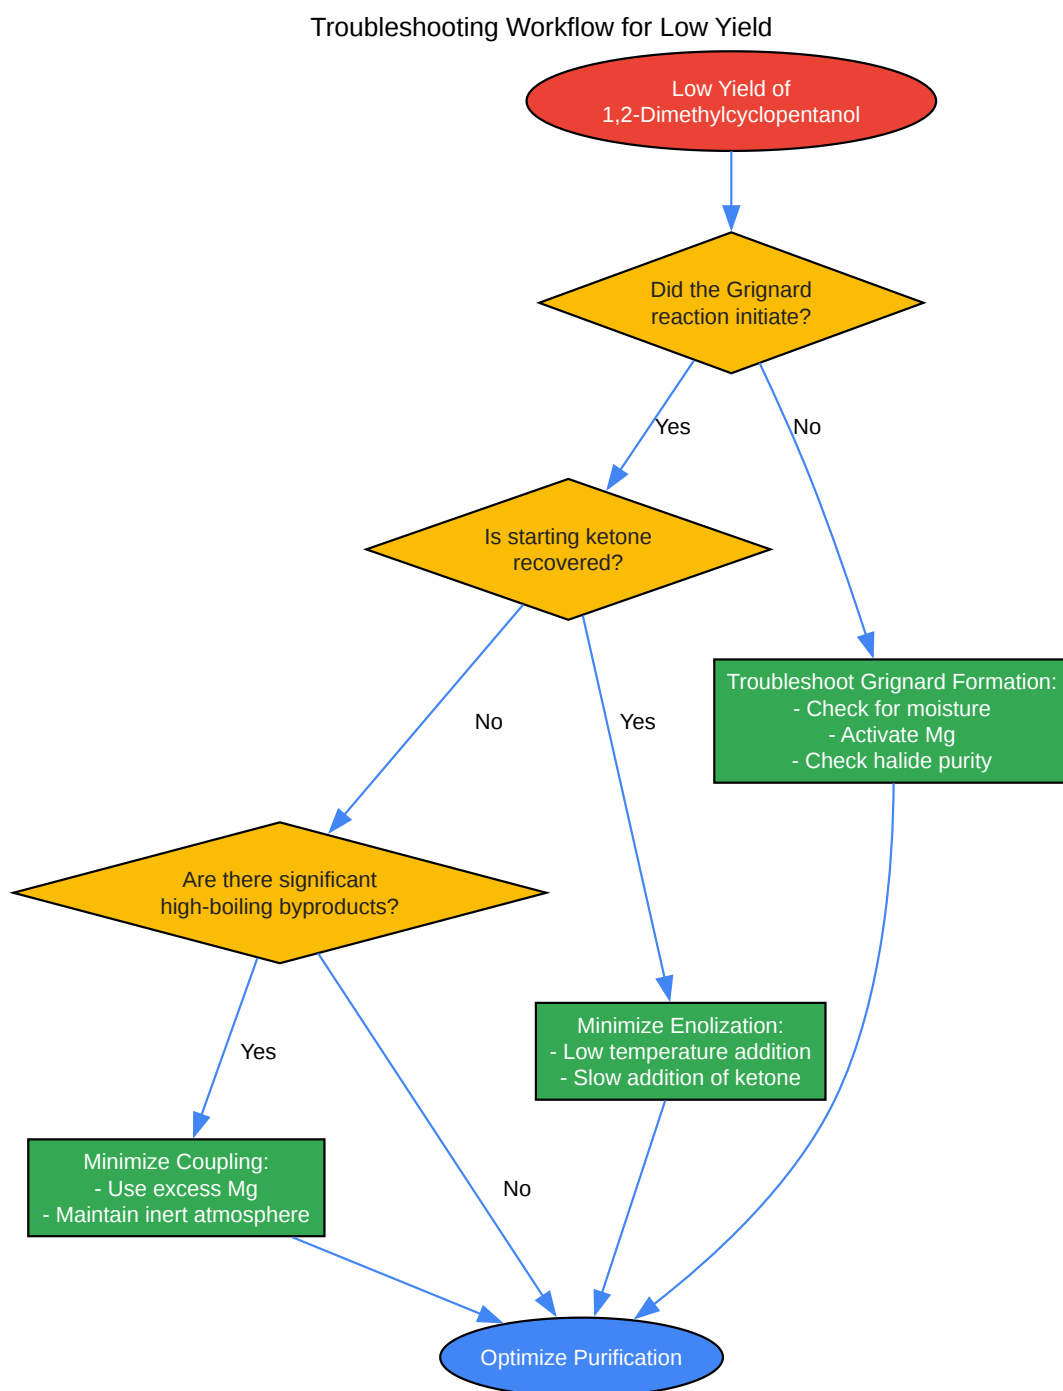 Troubleshooting Workflow for Low Yield
Low Yield of
1,2-Dimethylcyclopentanol
Did the Grignard
reaction initiate?
Yes
No
Is starting ketone
recovered?
No
Yes
Troubleshoot Grignard Formation:
- Check for moisture
- Activate Mg
- Check halide purity
Are there significant
high-boiling byproducts?
Yes
No
Minimize Enolization:
- Low temperature addition
- Slow addition of ketone
Minimize Coupling:
- Use excess Mg
- Maintain inert atmosphere
Optimize Purification